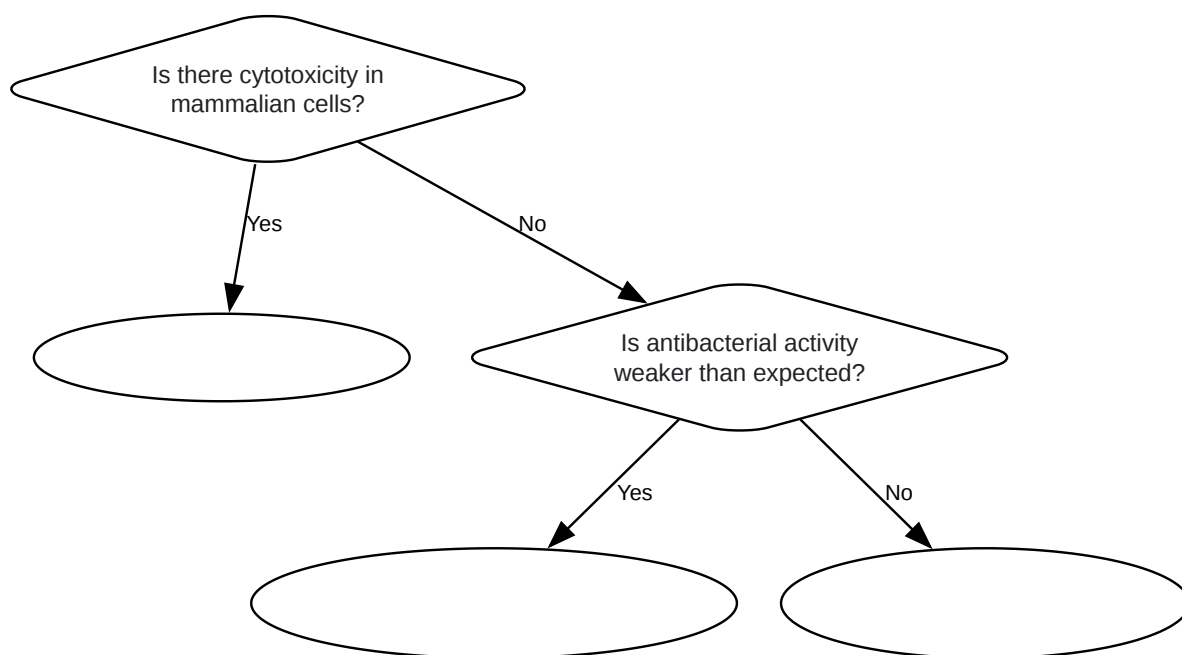 Is there cytotoxicity in
mammalian cells?
Yes
No
Is antibacterial activity
weaker than expected?
Yes
No